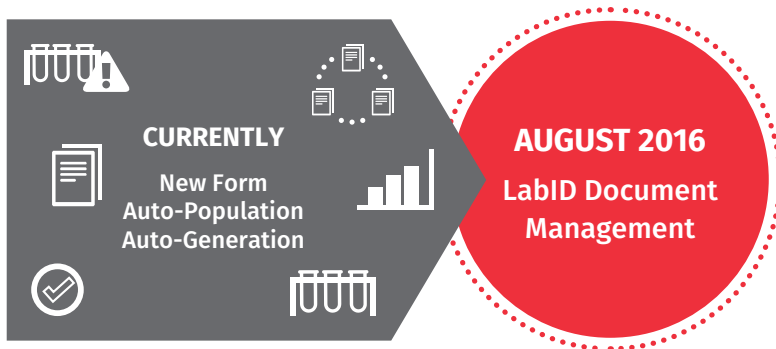 CURRENTLY
New Form
Auto-Population
Auto-Generation
AUGUST 2016
LabID Document
Management